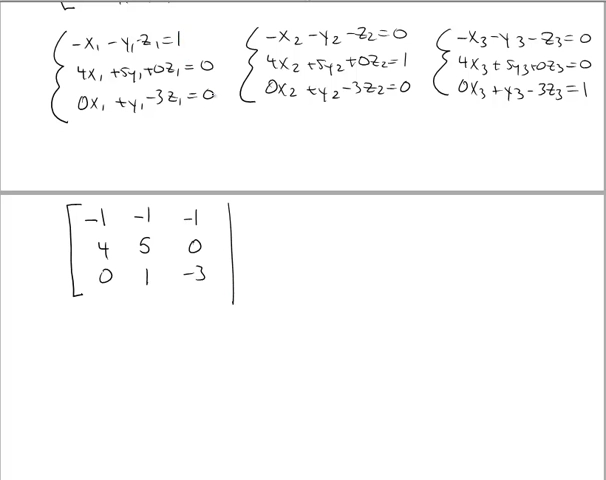 -x₁ - y₁ - z₁ = 1
4x₁ + 5y₁ + 0z₁ = 0
0x₁ + y₁ - 3z₁ = 0
-x₂ - y₂ - z₂ = 0
4x₂ + 5y₂ + 0z₂ = 1
0x₂ + y₂ - 3z₂ = 0
-x₃ - y₃ - z₃ = 0
4x₃ + 5y₃ + 0z₃ = 0
0x₃ + y₃ - 3z₃ = 1
-1 -1 -1
4 5 0
0 1 -3